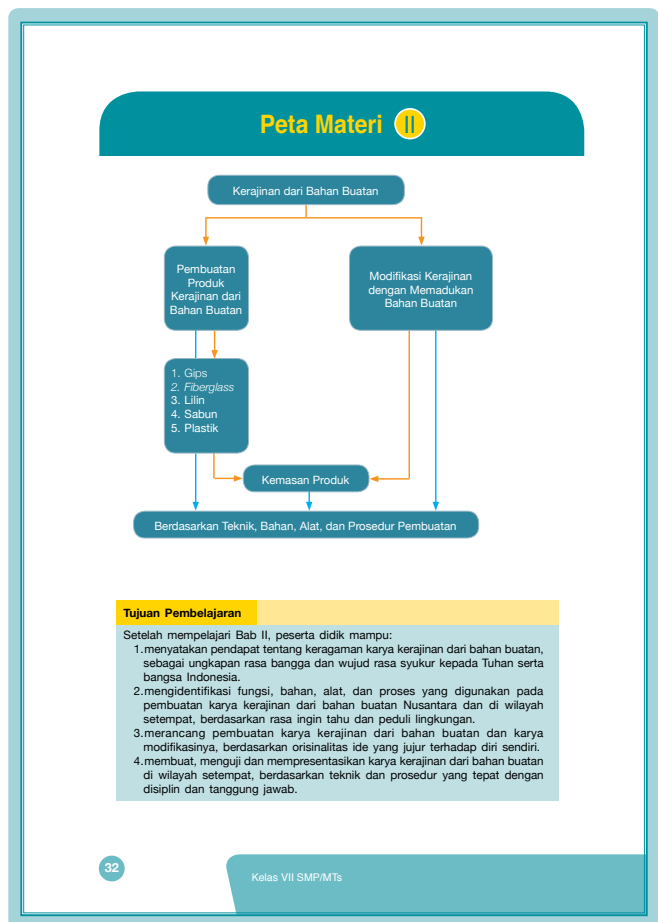 Peta Materi II
Kerajinan dari Bahan Buatan
Pembuatan
Produk
Kerajinan dari
Bahan Buatan
Modifikasi Kerajinan
dengan Memadukan
Bahan Buatan
1. Gips
2. Fiberglass
3. Lilin
4. Sabun
5. Plastik
Kemasan Produk
Berdasarkan Teknik, Bahan, Alat, dan Prosedur Pembuatan
Tujuan Pembelajaran
Setelah mempelajari Bab II, peserta didik mampu:
1.menyatakan pendapat tentang keragaman karya kerajinan dari bahan buatan,
sebagai ungkapan rasa bangga dan wujud rasa syukur kepada Tuhan serta
bangsa Indonesia.
2.mengidentifikasi fungsi, bahan, alat, dan proses yang digunakan pada
pembuatan karya kerajinan dari bahan buatan Nusantara dan di wilayah
setempat, berdasarkan rasa ingin tahu dan peduli lingkungan.
3.merancang pembuatan karya kerajinan dari bahan buatan dan karya
modifikasinya, berdasarkan orisinalitas ide yang jujur terhadap diri sendiri.
4.membuat, menguji dan mempresentasikan karya kerajinan dari bahan buatan
di wilayah setempat, berdasarkan teknik dan prosedur yang tepat dengan
disiplin dan tanggung jawab.
32
Kelas VII SMP/MTs